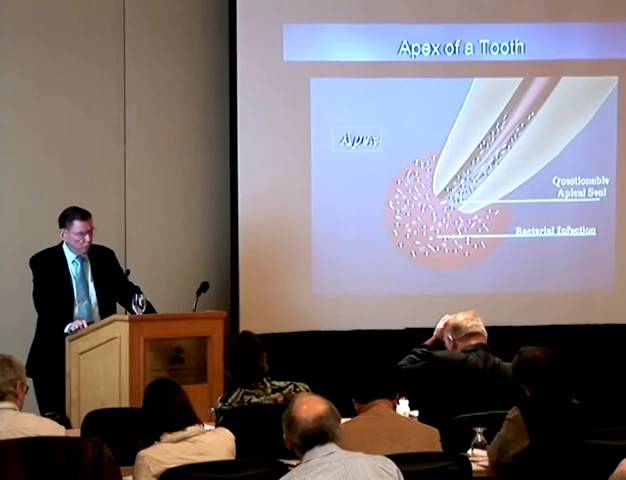 Apex of a Tooth
Apex
Questionable
Apical Seal
Bacterial Infection